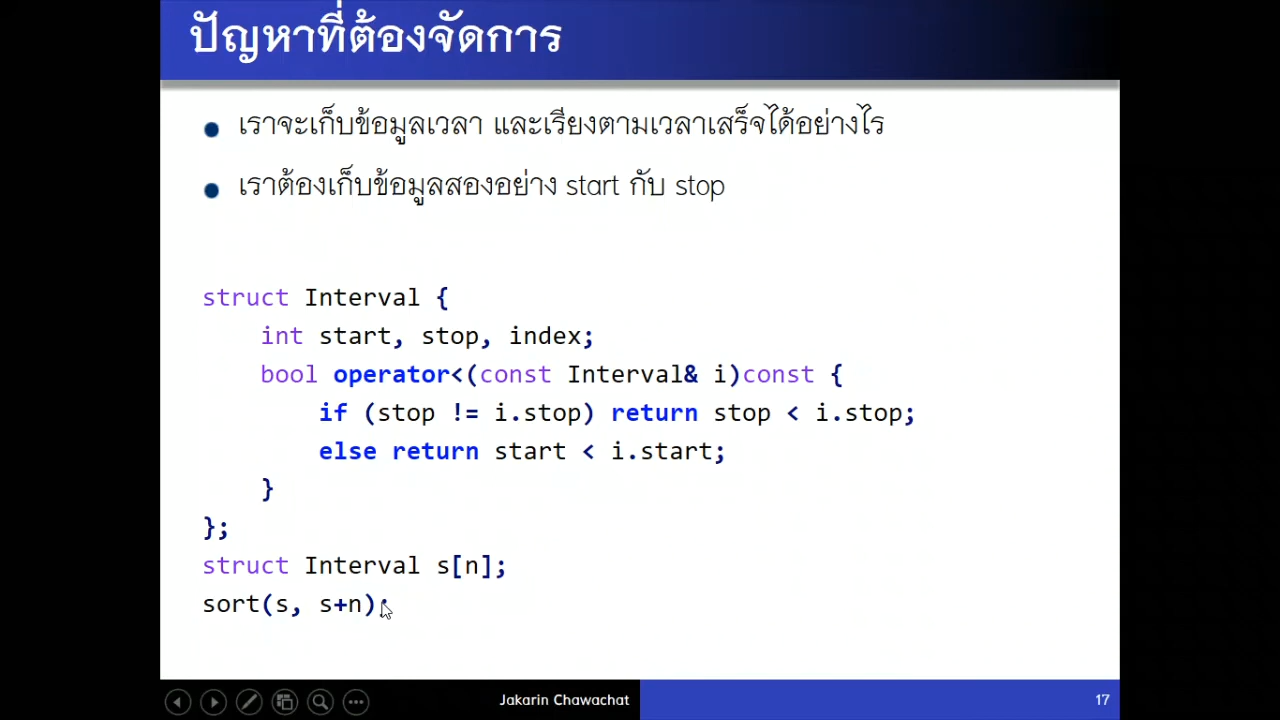 ปัญหาที่ต้องจัดการ
เราจะเก็บข้อมูลเวลา และเรียงตามเวลาเสร็จได้อย่างไร
เราต้องเก็บข้อมูลสองอย่าง start กับ stop
struct Interval {
    int start, stop, index;
    bool operator<(const Interval& i)const {
        if (stop != i.stop) return stop < i.stop;
        else return start < i.start;
    }
};
struct Interval s[n];
sort(s, s+n);
Jakarin Chawachat
17